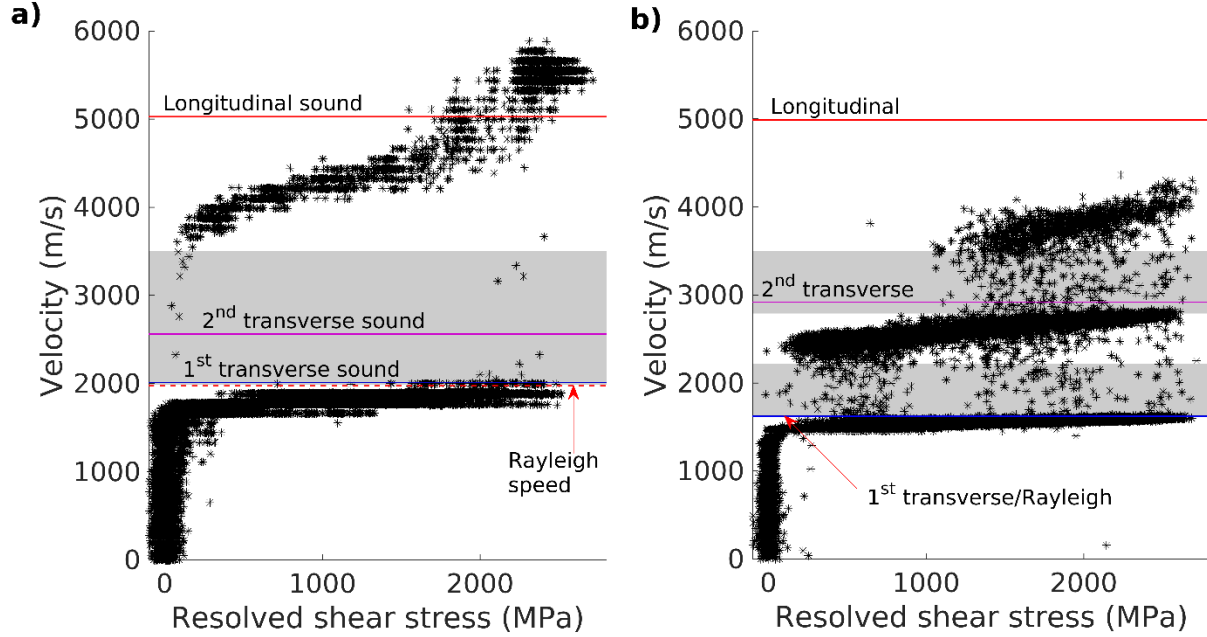 a)
6000
5000
4000
3000
2000
1000
0
Velocity (m/s)
Longitudinal sound
2nd transverse sound
1st transverse sound
Rayleigh
speed
0
1000
2000
Resolved shear stress (MPa)
b)
6000
5000
4000
3000
2000
1000
0
Velocity (m/s)
Longitudinal
2nd transverse
1st transverse/Rayleigh
0
1000
2000
Resolved shear stress (MPa)